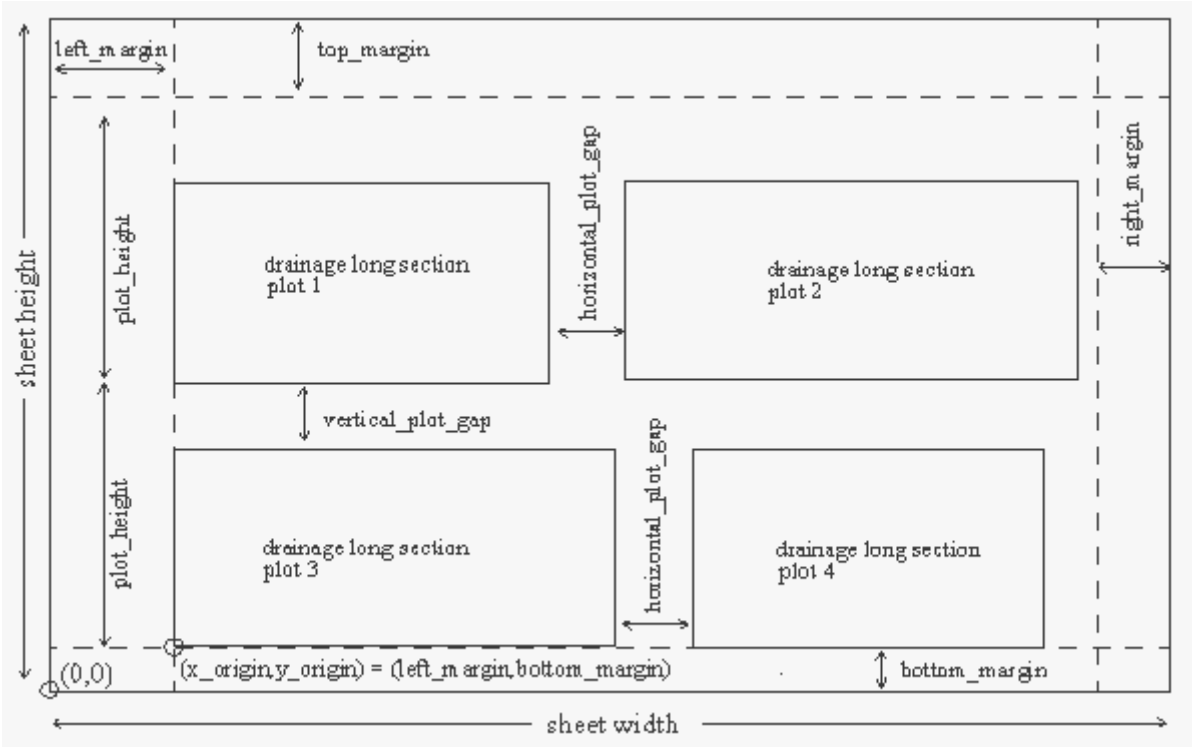 left_margin
top_margin
horizontal_plot_gap
right_margin
plot_height
sheet height
drainage long section
plot 1
drainage long section
plot 2
vertical_plot_gap
horizontal_plot_gap
plot_height
drainage long section
plot 3
drainage long section
plot 4
(0,0)
(x_origin,y_origin) = (left_margin,bottom_margin)
bottom_margin
sheet width